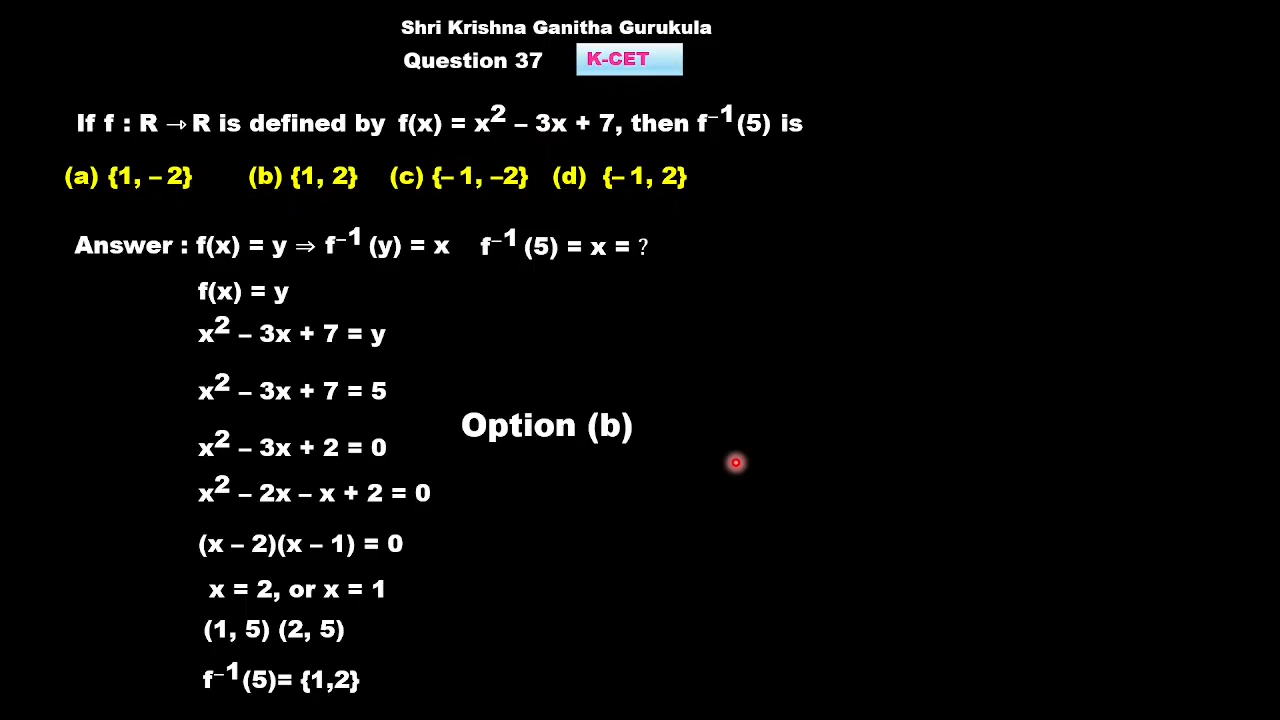 Shri Krishna Ganitha Gurukula
Question 37 K-CET
If f : R → R is defined by f(x) = x² – 3x + 7, then f⁻¹(5) is
(a) {1, – 2} (b) {1, 2} (c) {– 1, –2} (d) {– 1, 2}
Answer : f(x) = y ⇒ f⁻¹ (y) = x f⁻¹ (5) = x = ?
f(x) = y
x² – 3x + 7 = y
x² – 3x + 7 = 5
Option (b)
x² – 3x + 2 = 0
x² – 2x – x + 2 = 0
(x – 2)(x – 1) = 0
x = 2, or x = 1
(1, 5) (2, 5)
f⁻¹(5)= {1,2}